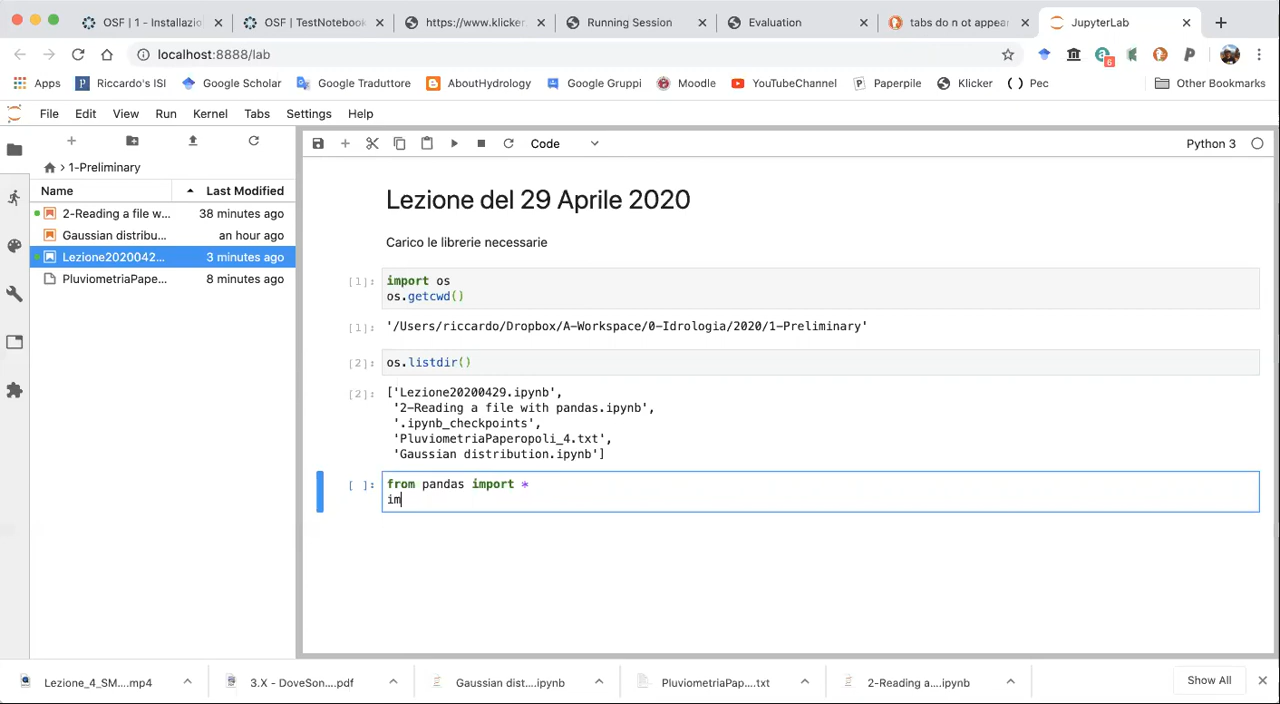 OSF | 1 - Installazio
OSF | TestNotebook
https://www.klicker.
Running Session
Evaluation
tabs do n ot appear
JupyterLab
localhost:8888/lab
6
Apps
Riccardo's ISI
Google Scholar
Google Traduttore
AboutHydrology
Google Gruppi
Moodle
YouTubeChannel
Paperpile
Klicker
Pec
Other Bookmarks
File Edit View Run Kernel Tabs Settings Help
Code
Python 3
1-Preliminary
Name Last Modified
2-Reading a file w... 38 minutes ago
Gaussian distribu... an hour ago
Lezione2020042... 3 minutes ago
PluviometriaPape... 8 minutes ago
Lezione del 29 Aprile 2020
Carico le librerie necessarie
[1]: import os
os.getcwd()
[1]: '/Users/riccardo/Dropbox/A-Workspace/0-Idrologia/2020/1-Preliminary'
[2]: os.listdir()
[2]: ['Lezione20200429.ipynb',
'2-Reading a file with pandas.ipynb',
'.ipynb_checkpoints',
'PluviometriaPaperopoli_4.txt',
'Gaussian distribution.ipynb']
[ ]: from pandas import *
im
Lezione_4_SM....mp4
3.X - DoveSon....pdf
Gaussian dist....ipynb
PluviometriaPap....txt
2-Reading a....ipynb
Show All